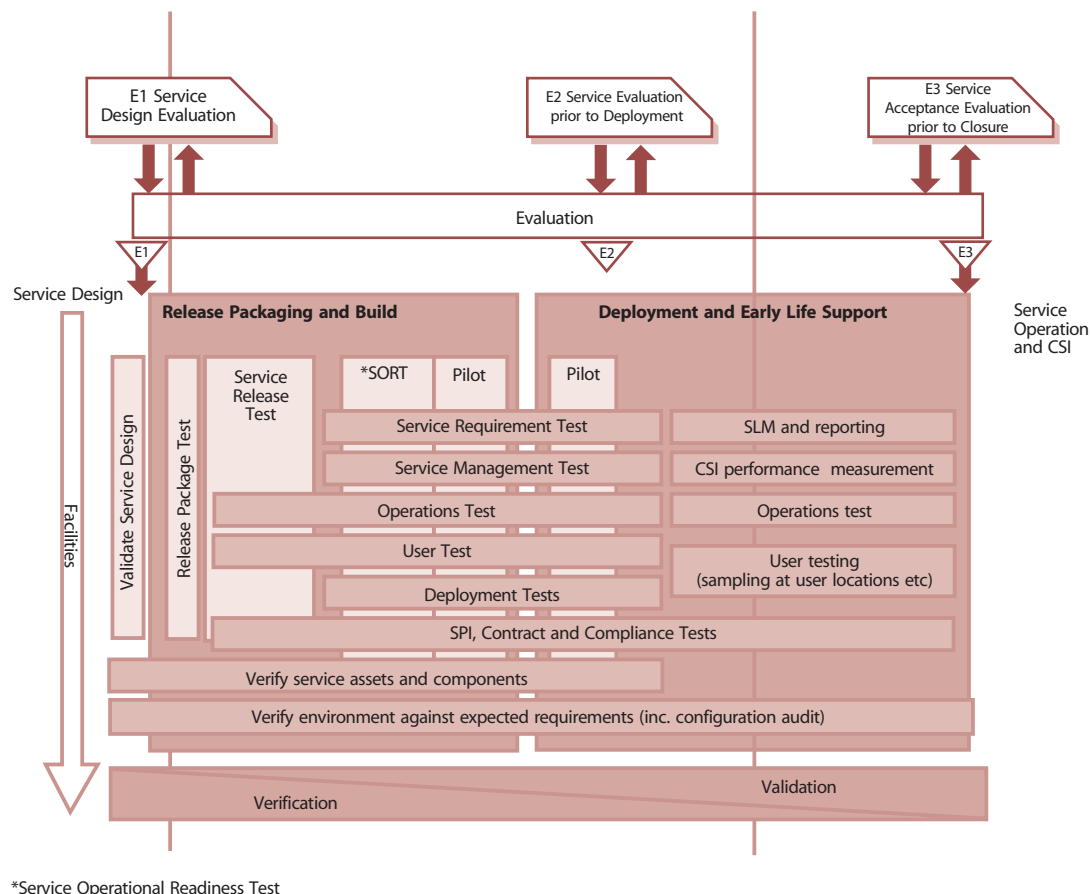 E1 Service
Design Evaluation
E2 Service Evaluation
prior to Deployment
E3 Service
Acceptance Evaluation
prior to Closure
Evaluation
E1
E2
E3
Service Design
Release Packaging and Build
Deployment and Early Life Support
Service
Operation
and CSI
Facilities
Validate Service Design
Release Package Test
Service
Release
Test
*SORT
Pilot
Pilot
Service Requirement Test
SLM and reporting
Service Management Test
CSI performance measurement
Operations Test
Operations test
User Test
User testing
(sampling at user locations etc)
Deployment Tests
SPI, Contract and Compliance Tests
Verify service assets and components
Verify environment against expected requirements (inc. configuration audit)
Validation
Verification
*Service Operational Readiness Test